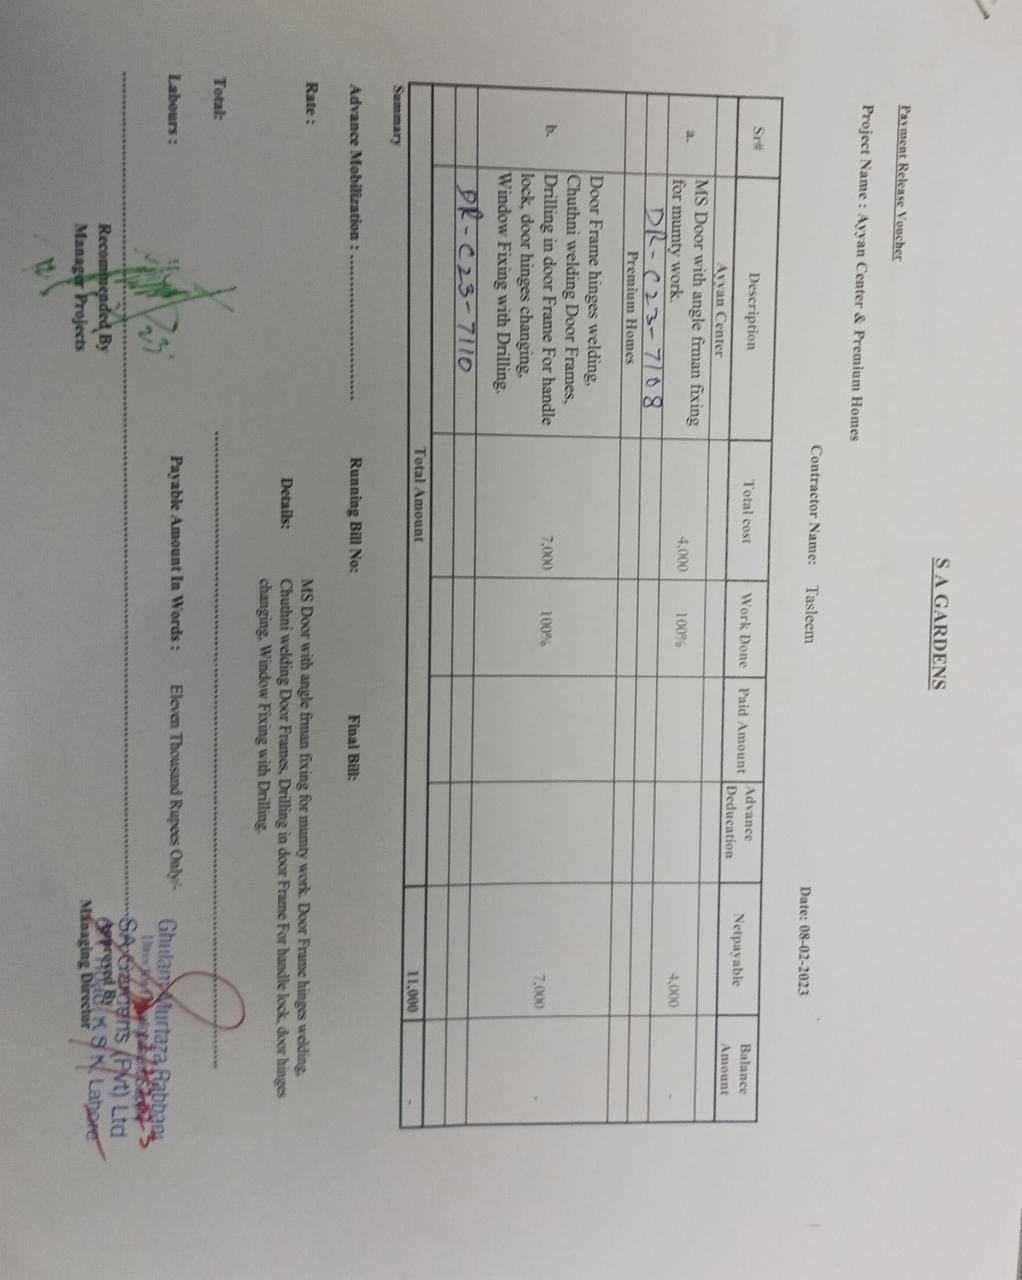 S A GARDENS
Payment Release Voucher
Project Name : Ayyan Center & Premium Homes
Contractor Name: Tasleem
Date: 08-02-2023
Sr# Description Total cost Work Done Paid Amount Advance Deducation Netpayable Balance Amount
Ayyan Center
a. MS Door with angle frman fixing for mumty work. 4,000 100% 4,000 -
DR-C23-7108
Premium Homes
b. Door Frame hinges welding, Chuthni welding Door Frames, Drilling in door Frame For handle lock, door hinges changing, Window Fixing with Drilling. 7,000 100% 7,000 -
DR-C23-7110
Total Amount 11,000 -
Summary
Advance Mobilization : ................................ Running Bill No: Final Bill:
Rate :
Details: MS Door with angle frman fixing for mumty work. Door Frame hinges welding,
Chuthni welding Door Frames, Drilling in door Frame For handle lock, door hinges
changing, Window Fixing with Drilling.
Total:
Labours : Payable Amount In Words : Eleven Thousand Rupees Only/-
Ghulam Murtaza Rabbani
SA Gardens (Pvt) Ltd
Recommended By
Manager Projects
Approved By
Managing Director
K S K, Lahore